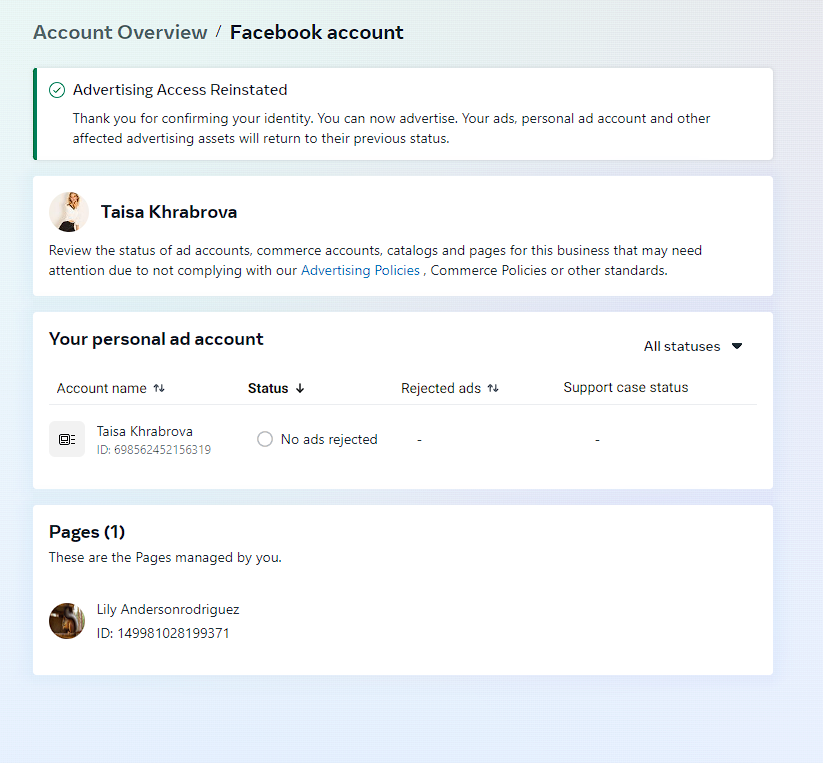 Account Overview / Facebook account
Advertising Access Reinstated
Thank you for confirming your identity. You can now advertise. Your ads, personal ad account and other
affected advertising assets will return to their previous status.
Taisa Khrabrova
Review the status of ad accounts, commerce accounts, catalogs and pages for this business that may need
attention due to not complying with our Advertising Policies , Commerce Policies or other standards.
Your personal ad account
All statuses
Account name Status Rejected ads Support case status
Taisa Khrabrova
ID: 698562452156319
No ads rejected - -
Pages (1)
These are the Pages managed by you.
Lily Andersonrodriguez
ID: 149981028199371